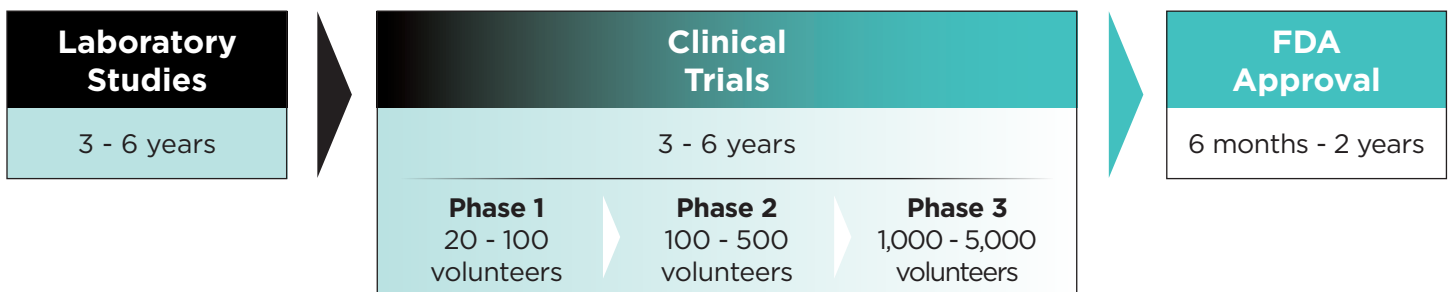 Laboratory
Studies
3 - 6 years
Clinical
Trials
3 - 6 years
Phase 1
20 - 100
volunteers
Phase 2
100 - 500
volunteers
Phase 3
1,000 - 5,000
volunteers
FDA
Approval
6 months - 2 years